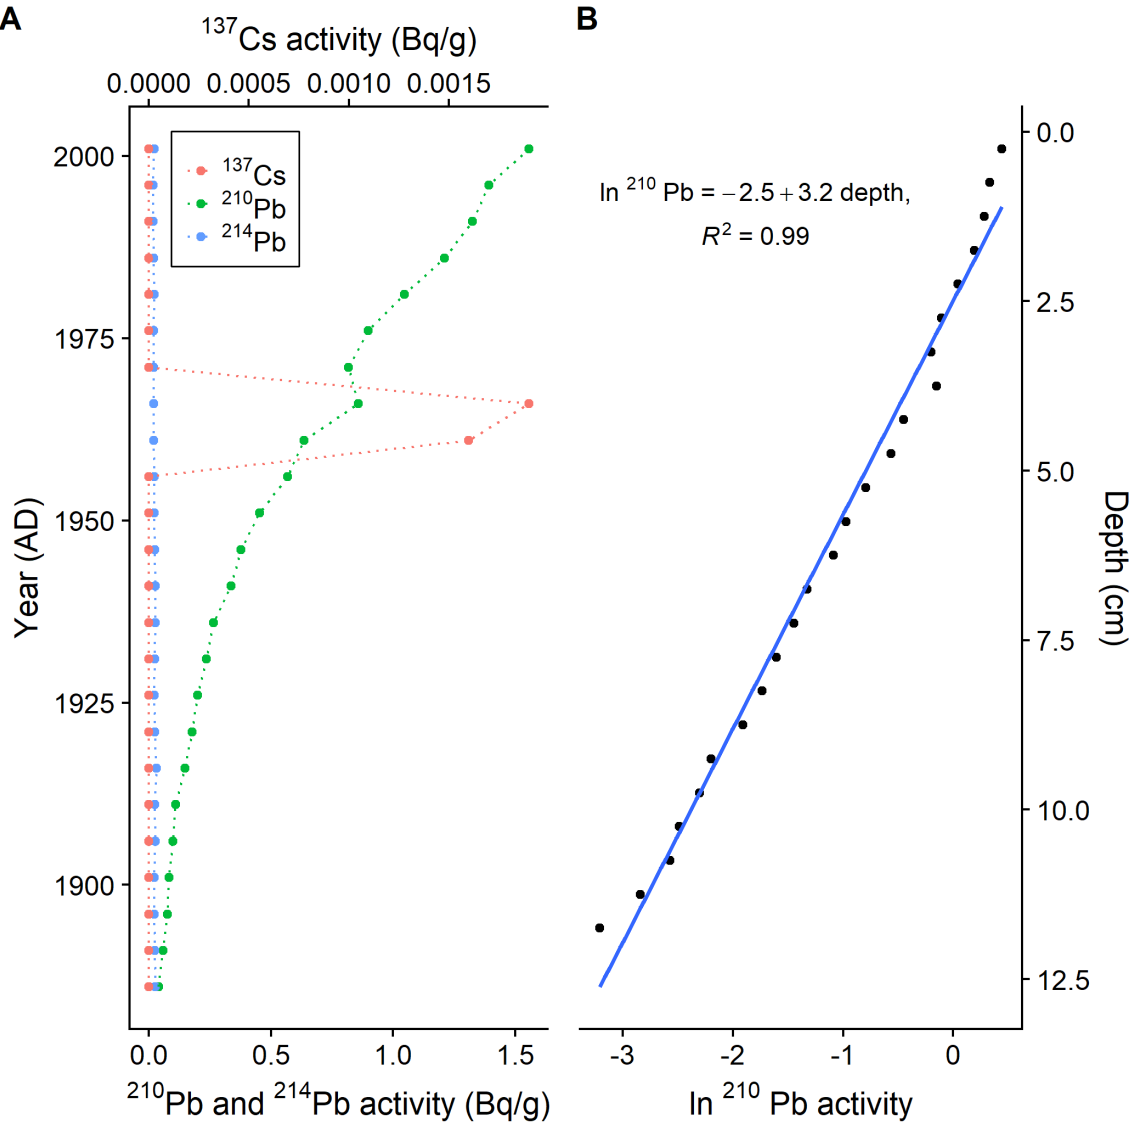 A
B
¹³⁷Cs activity (Bq/g)
0.0000 0.0005 0.0010 0.0015
¹³⁷Cs
²¹⁰Pb
²¹⁴Pb
2000
1975
1950
1925
1900
Year (AD)
0.0 0.5 1.0 1.5
²¹⁰Pb and ²¹⁴Pb activity (Bq/g)
ln ²¹⁰ Pb = −2.5 + 3.2 depth,
R² = 0.99
0.0
2.5
5.0
7.5
10.0
12.5
Depth (cm)
-3 -2 -1 0
ln ²¹⁰ Pb activity